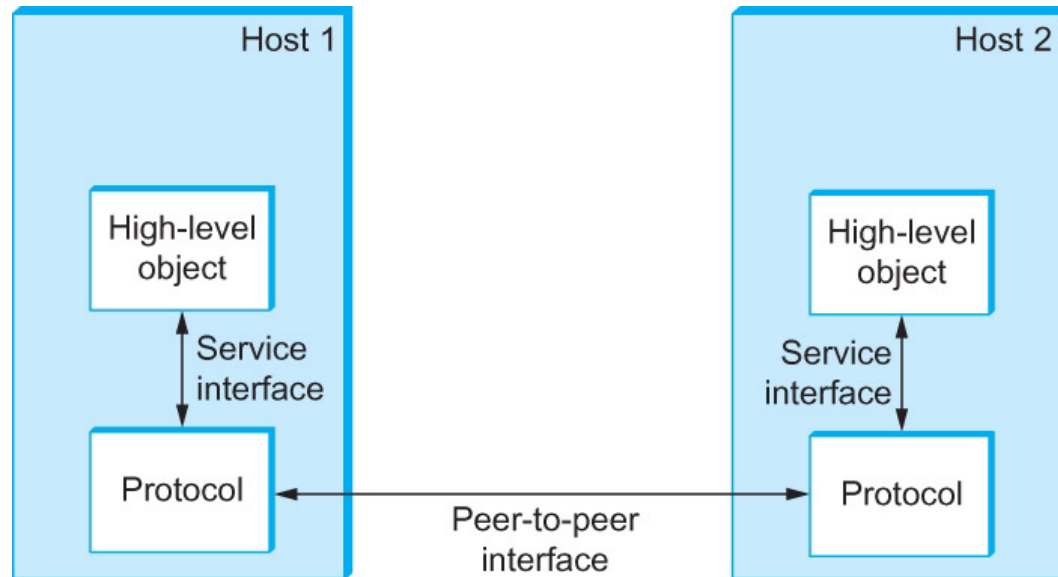 Host 1
High-level
object
Service
interface
Protocol
Host 2
High-level
object
Service
interface
Protocol
Peer-to-peer
interface